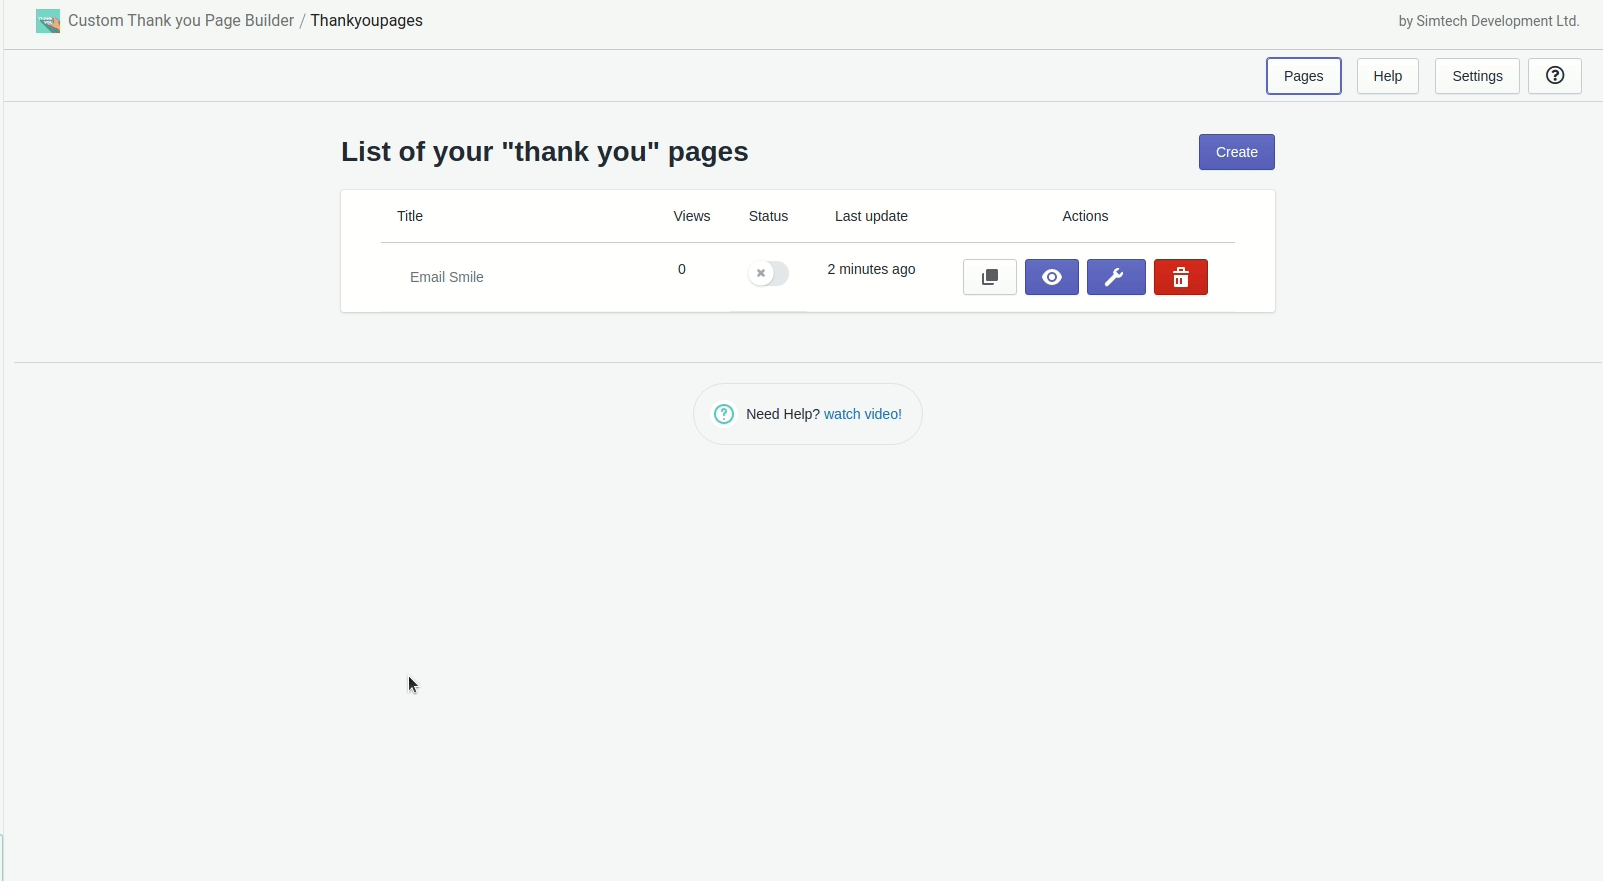 Custom Thank you Page Builder / Thankyoupages
by Simtech Development Ltd.
Pages
Help
Settings
List of your "thank you" pages
Create
Title
Views
Status
Last update
Actions
Email Smile
0
2 minutes ago
Need Help? watch video!